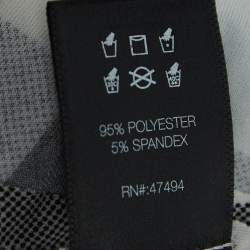 95% POLYESTER
5% SPANDEX
RN#:47494